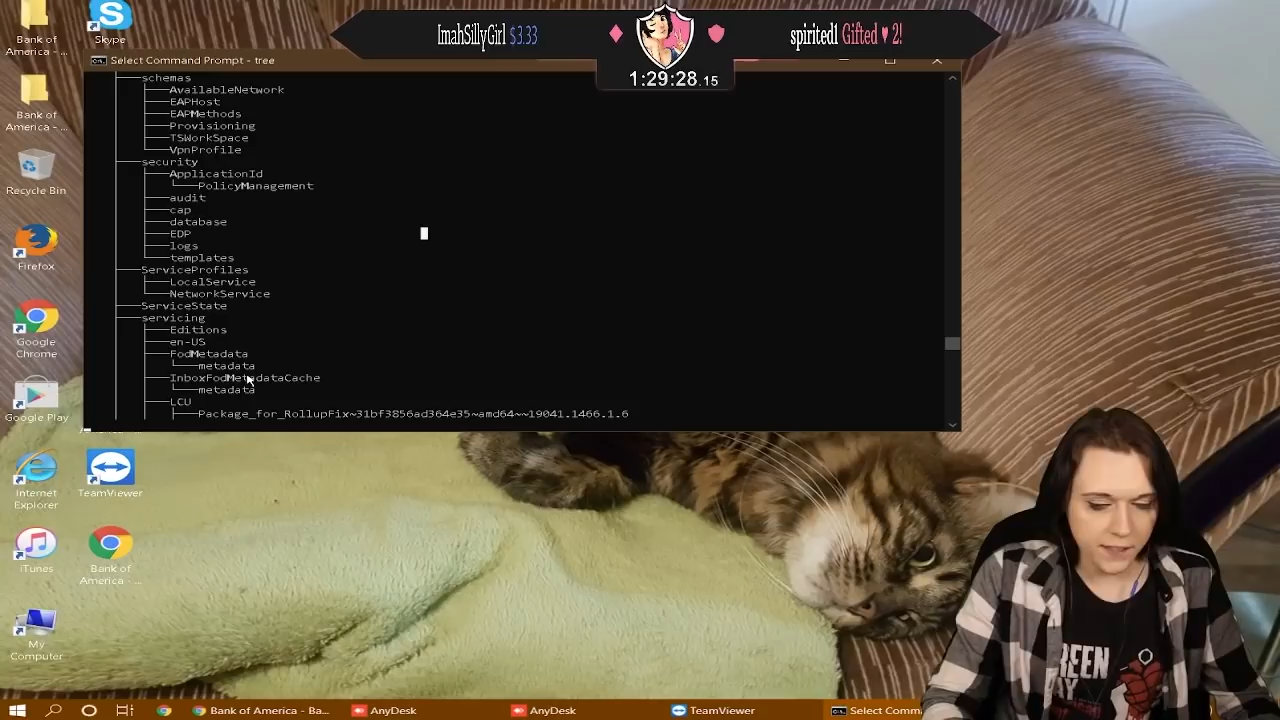 ImahSillyGirl $3.33
spirited1 Gifted ♥ 2!
1:29:28.15
Bank of
America - ...
Skype
Bank of
America - ...
Recycle Bin
Firefox
Google
Chrome
Google Play
Internet
Explorer
TeamViewer
iTunes
Bank of
America - ...
My
Computer
Select Command Prompt - tree
schemas
AvailableNetwork
EAPHost
EAPMethods
Provisioning
TSWorkSpace
VpnProfile
security
ApplicationId
PolicyManagement
audit
cap
database
EDP
logs
templates
ServiceProfiles
LocalService
NetworkService
ServiceState
servicing
Editions
en-US
FodMetadata
metadata
InboxFodMetadataCache
metadata
LCU
Package_for_RollupFix~31bf3856ad364e35~amd64~~19041.1466.1.6
REEN
AY
Bank of America - Ba...
AnyDesk
AnyDesk
TeamViewer
Select Comm